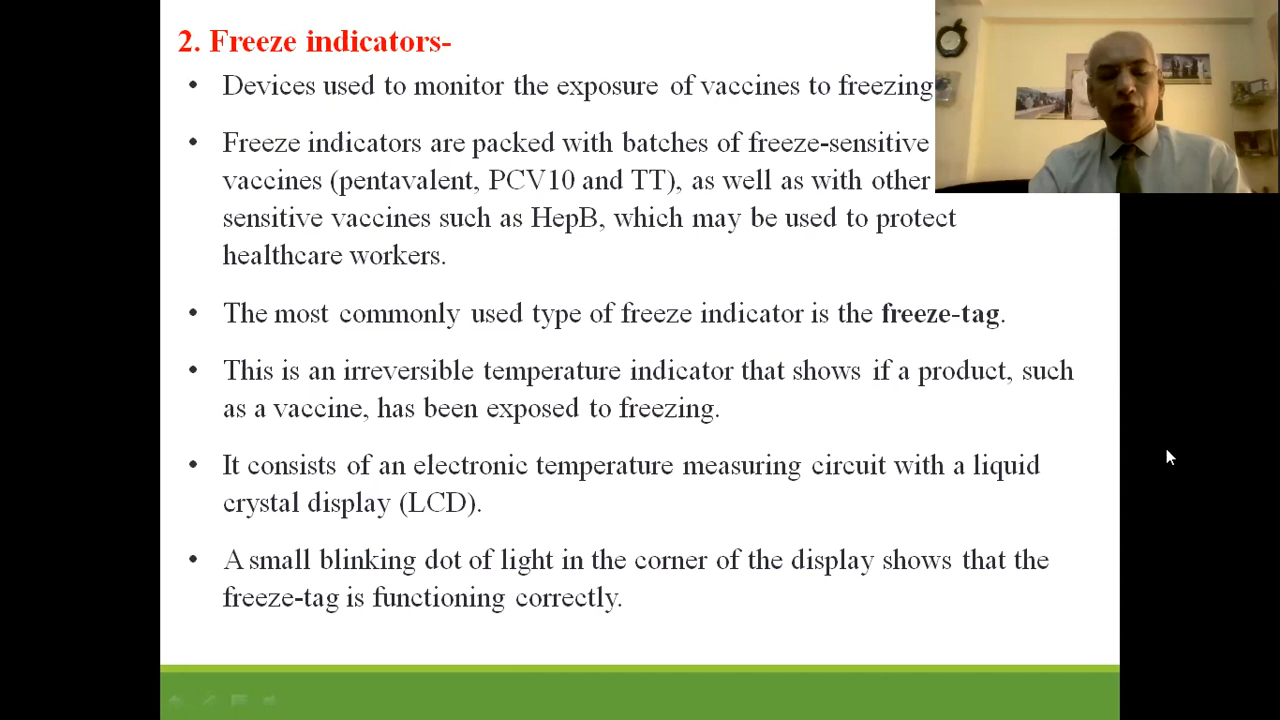 2. Freeze indicators-
• Devices used to monitor the exposure of vaccines to freezing
• Freeze indicators are packed with batches of freeze-sensitive
vaccines (pentavalent, PCV10 and TT), as well as with other
sensitive vaccines such as HepB, which may be used to protect
healthcare workers.
• The most commonly used type of freeze indicator is the freeze-tag.
• This is an irreversible temperature indicator that shows if a product, such
as a vaccine, has been exposed to freezing.
• It consists of an electronic temperature measuring circuit with a liquid
crystal display (LCD).
• A small blinking dot of light in the corner of the display shows that the
freeze-tag is functioning correctly.